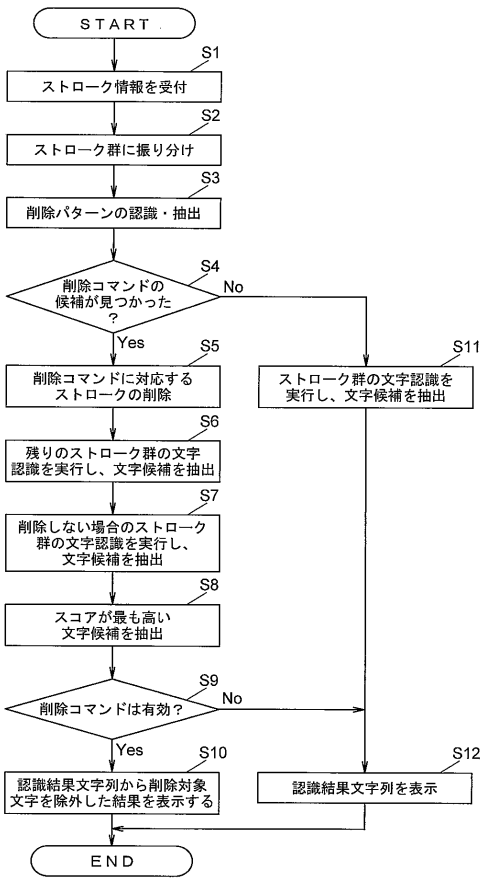 START
S1
ストローク情報を受付
S2
ストローク群に振り分け
S3
削除パターンの認識・抽出
S4
削除コマンドの
候補が見つかった
?
No
Yes
S5
削除コマンドに対応する
ストロークの削除
S11
ストローク群の文字認識を
実行し、文字候補を抽出
S6
残りのストローク群の文字
認識を実行し、文字候補を抽出
S7
削除しない場合のストローク
群の文字認識を実行し、
文字候補を抽出
S8
スコアが最も高い
文字候補を抽出
S9
削除コマンドは有効?
No
Yes
S10
認識結果文字列から削除対象
文字を除外した結果を表示する
S12
認識結果文字列を表示
END